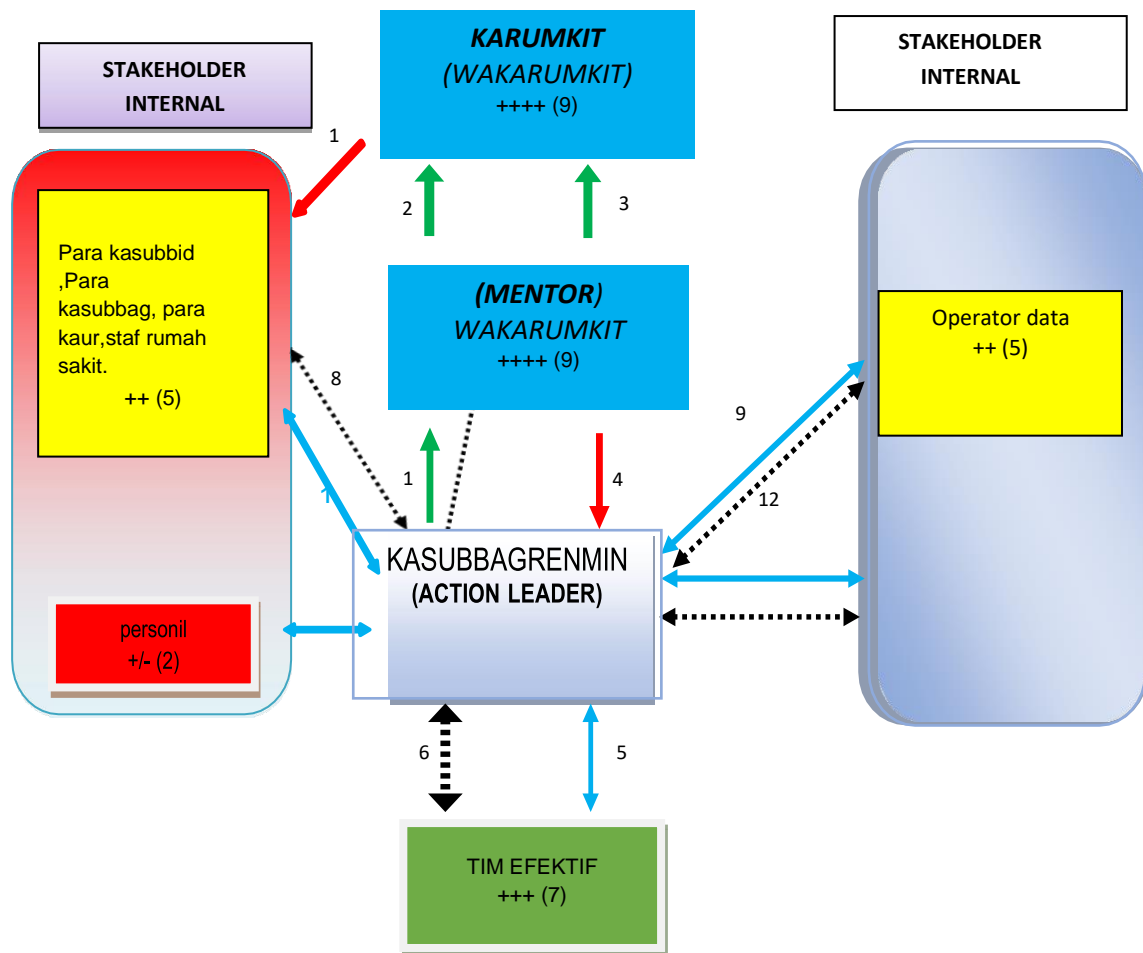 STAKEHOLDER
INTERNAL
KARUMKIT
(WAKARUMKIT)
++++ (9)
STAKEHOLDER
INTERNAL
1
2
3
Para kasubbid
,Para
kasubbag, para
kaur,staf rumah
sakit.
++ (5)
(MENTOR)
WAKARUMKIT
++++ (9)
Operator data
++ (5)
8
9
1
4
12
KASUBBAGRENMIN
(ACTION LEADER)
personil
+/- (2)
6
5
TIM EFEKTIF
+++ (7)